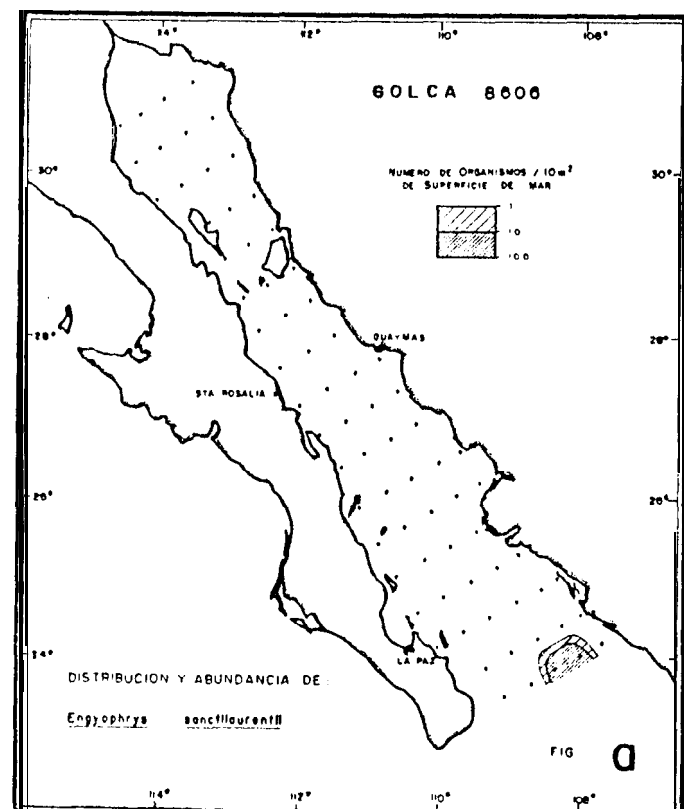 114° 112° 110° 108°
GOLCA 8606
NUMERO DE ORGANISMOS / 10m²
DE SUPERFICIE DE MAR
1
10
100
30° 30°
28° GUAYMAS 28°
STA ROSALIA
26° 26°
24° LA PAZ 24°
DISTRIBUCION Y ABUNDANCIA DE:
Engyophrys sanctilaurentii
FIG a
114° 112° 110° 108°